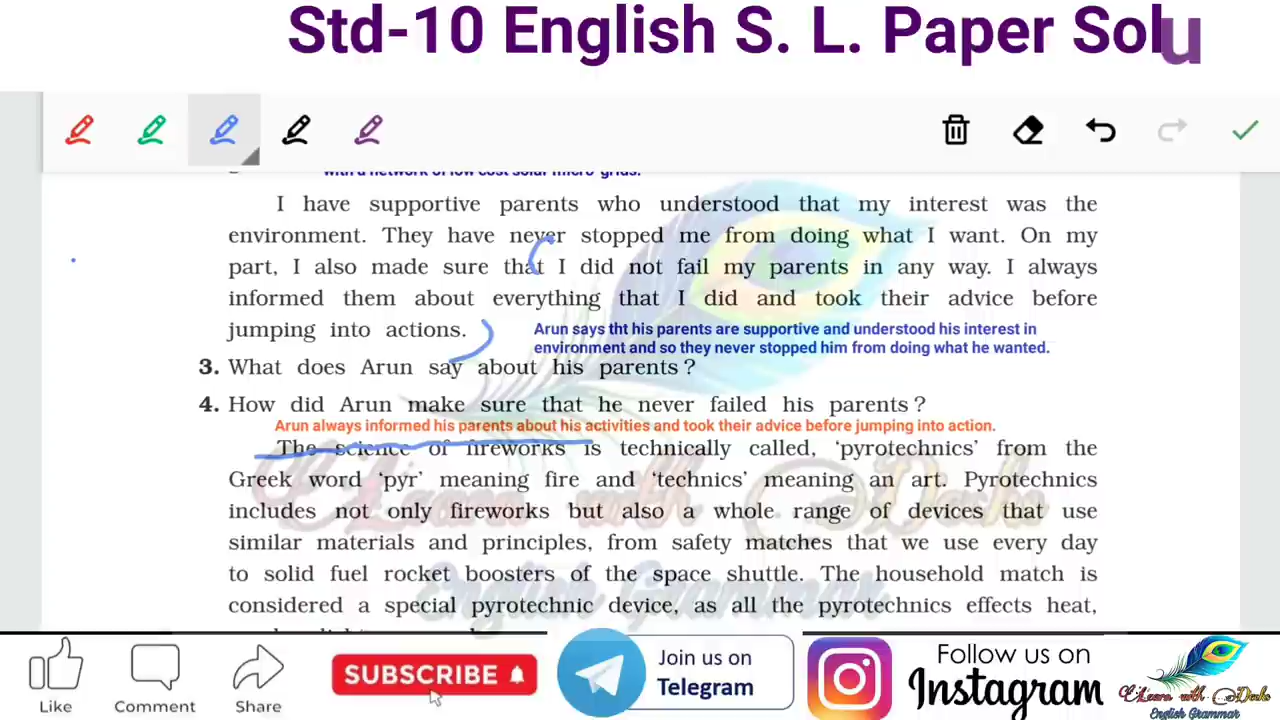 Std-10 English S. L. Paper Solu
with a network of low cost solar micro-grids.
I have supportive parents who understood that my interest was the
environment. They have never stopped me from doing what I want. On my
part, I also made sure that I did not fail my parents in any way. I always
informed them about everything that I did and took their advice before
jumping into actions.
Arun says tht his parents are supportive and understood his interest in
environment and so they never stopped him from doing what he wanted.
3. What does Arun say about his parents ?
4. How did Arun make sure that he never failed his parents ?
Arun always informed his parents about his activities and took their advice before jumping into action.
The science of fireworks is technically called, ‘pyrotechnics’ from the
Greek word ‘pyr’ meaning fire and ‘technics’ meaning an art. Pyrotechnics
includes not only fireworks but also a whole range of devices that use
similar materials and principles, from safety matches that we use every day
to solid fuel rocket boosters of the space shuttle. The household match is
considered a special pyrotechnic device, as all the pyrotechnics effects heat,
Learn with Dodo
English Grammar
Like
Comment
Share
SUBSCRIBE
Join us on
Telegram
Follow us on
Instagram
English Grammar